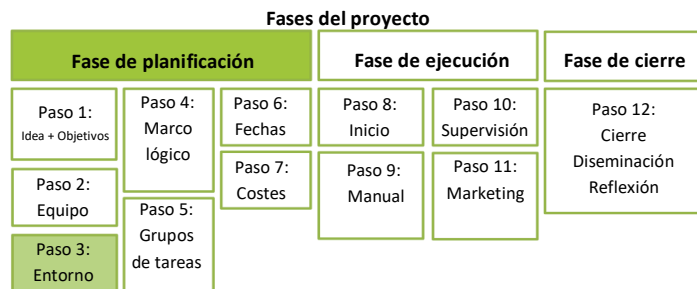 Fases del proyecto
Fase de planificación
Fase de ejecución
Fase de cierre
Paso 1:
Idea + Objetivos
Paso 2:
Equipo
Paso 3:
Entorno
Paso 4:
Marco
lógico
Paso 5:
Grupos
de tareas
Paso 6:
Fechas
Paso 7:
Costes
Paso 8:
Inicio
Paso 9:
Manual
Paso 10:
Supervisión
Paso 11:
Marketing
Paso 12:
Cierre
Diseminación
Reflexión